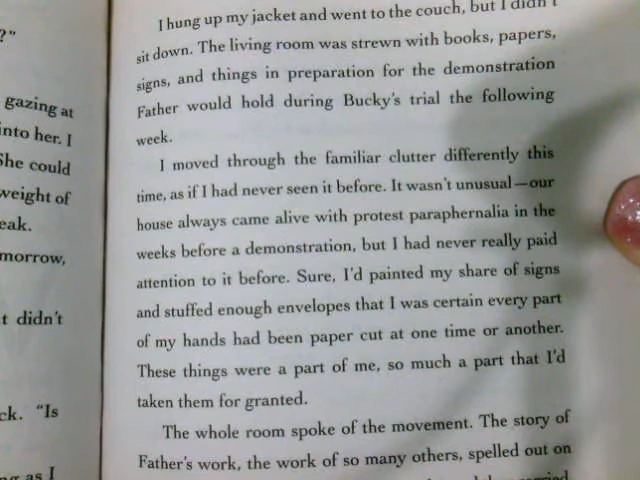 ?"
gazing at
into her. I
She could
weight of
eak.
morrow,
t didn't
ck. "Is
ng as I
I hung up my jacket and went to the couch, but I didn't
sit down. The living room was strewn with books, papers,
signs, and things in preparation for the demonstration
Father would hold during Bucky's trial the following
week.
I moved through the familiar clutter differently this
time, as if I had never seen it before. It wasn't unusual—our
house always came alive with protest paraphernalia in the
weeks before a demonstration, but I had never really paid
attention to it before. Sure, I'd painted my share of signs
and stuffed enough envelopes that I was certain every part
of my hands had been paper cut at one time or another.
These things were a part of me, so much a part that I'd
taken them for granted.
The whole room spoke of the movement. The story of
Father's work, the work of so many others, spelled out on